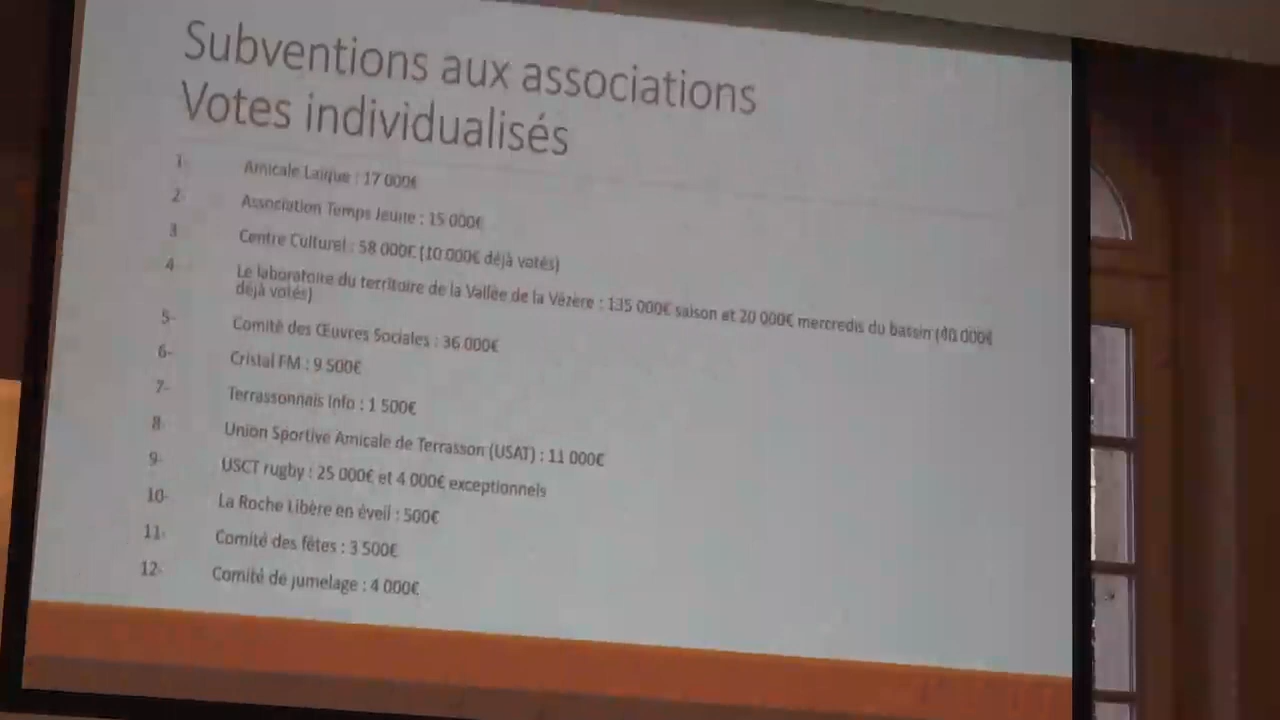 Subventions aux associations
Votes individualisés
1- Amicale Laïque : 17 000€
2- Association Temps Jeune : 15 000€
3- Centre Culturel : 58 000€ (10 000€ déjà votés)
4- Le laboratoire du territoire de la Vallée de la Vézère : 135 000€ saison et 20 000€ mercredis du bassin (40 000€
déjà votés)
5- Comité des Œuvres Sociales : 36 000€
6- Cristal FM : 9 500€
7- Terrassonnais Info : 1 500€
8- Union Sportive Amicale de Terrasson (USAT) : 11 000€
9- USCT rugby : 25 000€ et 4 000€ exceptionnels
10- La Roche Libère en éveil : 500€
11- Comité des fêtes : 3 500€
12- Comité de jumelage : 4 000€